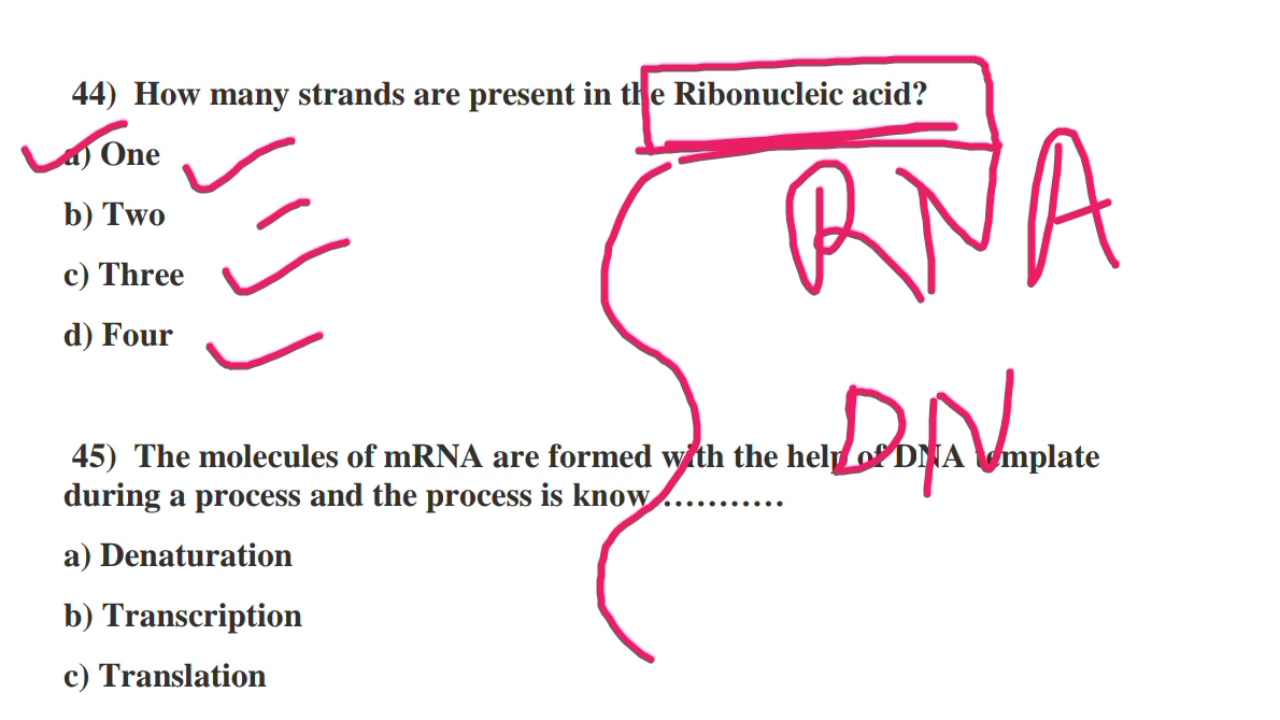 44) How many strands are present in the Ribonucleic acid?
a) One
b) Two
RNA
c) Three
d) Four
DN
45) The molecules of mRNA are formed with the help of DNA template
during a process and the process is know...........
a) Denaturation
b) Transcription
c) Translation